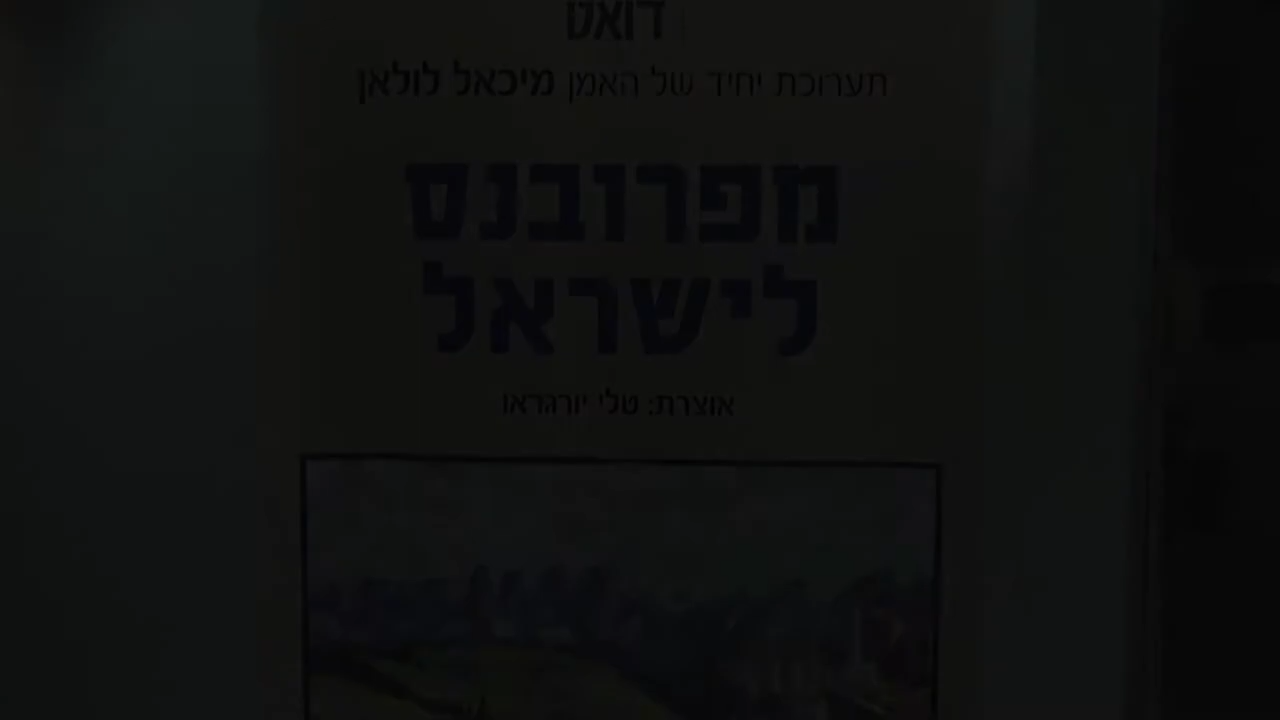 דואט
תערוכת יחיד של האמן מיכאל לולאן
מפרובנס
לישראל
אוצרת: טלי יורגראו